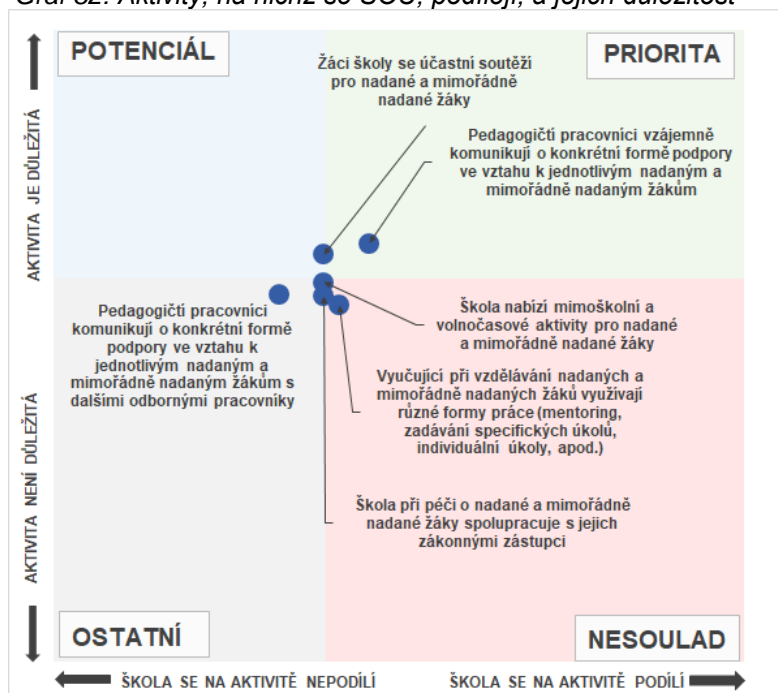 Graf 82: Aktivity, na nichž se SOŠ, podílejí, a jejich důležitost
POTENCIÁL
PRIORITA
Žáci školy se účastní soutěží
pro nadané a mimořádně
nadané žáky
Pedagogičtí pracovníci vzájemně
komunikují o konkrétní formě podpory
ve vztahu k jednotlivým nadaným a
mimořádně nadaným žákům
AKTIVITA JE DŮLEŽITÁ
Pedagogičtí pracovníci
komunikují o konkrétní formě
podpory ve vztahu k
jednotlivým nadaným a
mimořádně nadaným žákům s
dalšími odbornými pracovníky
Škola nabízí mimoškolní a
volnočasové aktivity pro nadané
a mimořádně nadané žáky
Vyučující při vzdělávání nadaných a
mimořádně nadaných žáků využívají
různé formy práce (mentoring,
zadávání specifických úkolů,
individuální úkoly, apod.)
Škola při péči o nadané a mimořádně
nadané žáky spolupracuje s jejich
zákonnými zástupci
AKTIVITA NENÍ DŮLEŽITÁ
OSTATNÍ
NESOULAD
ŠKOLA SE NA AKTIVITĚ NEPODÍLÍ
ŠKOLA SE NA AKTIVITĚ PODÍLÍ